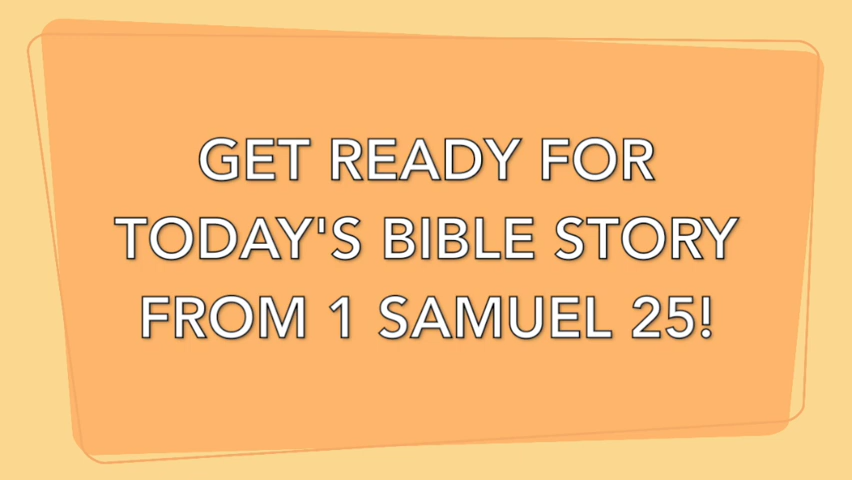 GET READY FOR
TODAY'S BIBLE STORY
FROM 1 SAMUEL 25!